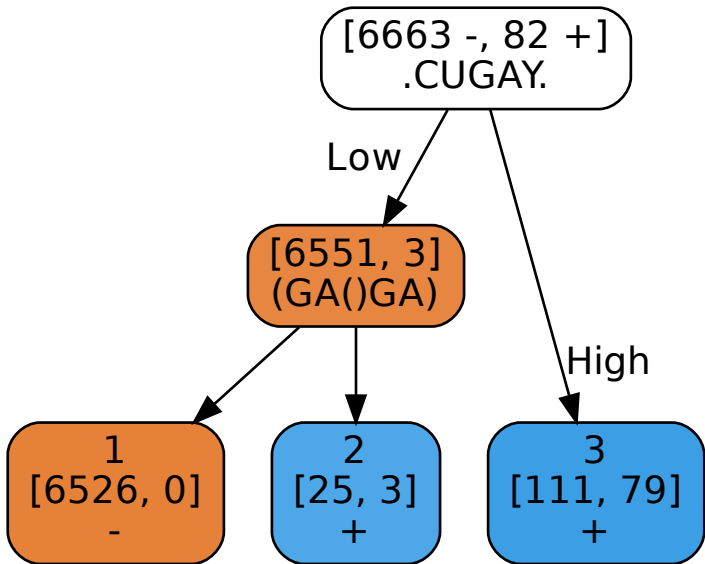 [6663 -, 82 +]
.CUGAY.
Low
[6551, 3]
(GA()GA)
High
1
[6526, 0]
-
2
[25, 3]
+
3
[111, 79]
+